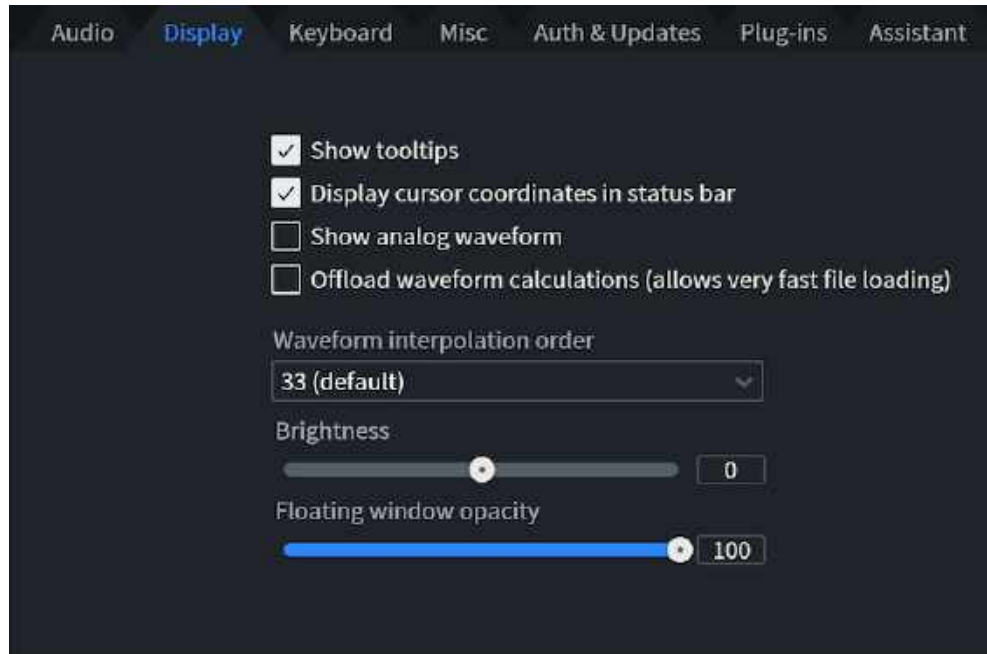 Audio Display Keyboard Misc Auth & Updates Plug-ins Assistant
Show tooltips
Display cursor coordinates in status bar
Show analog waveform
Offload waveform calculations (allows very fast file loading)
Waveform interpolation order
33 (default)
Brightness
0
Floating window opacity
100